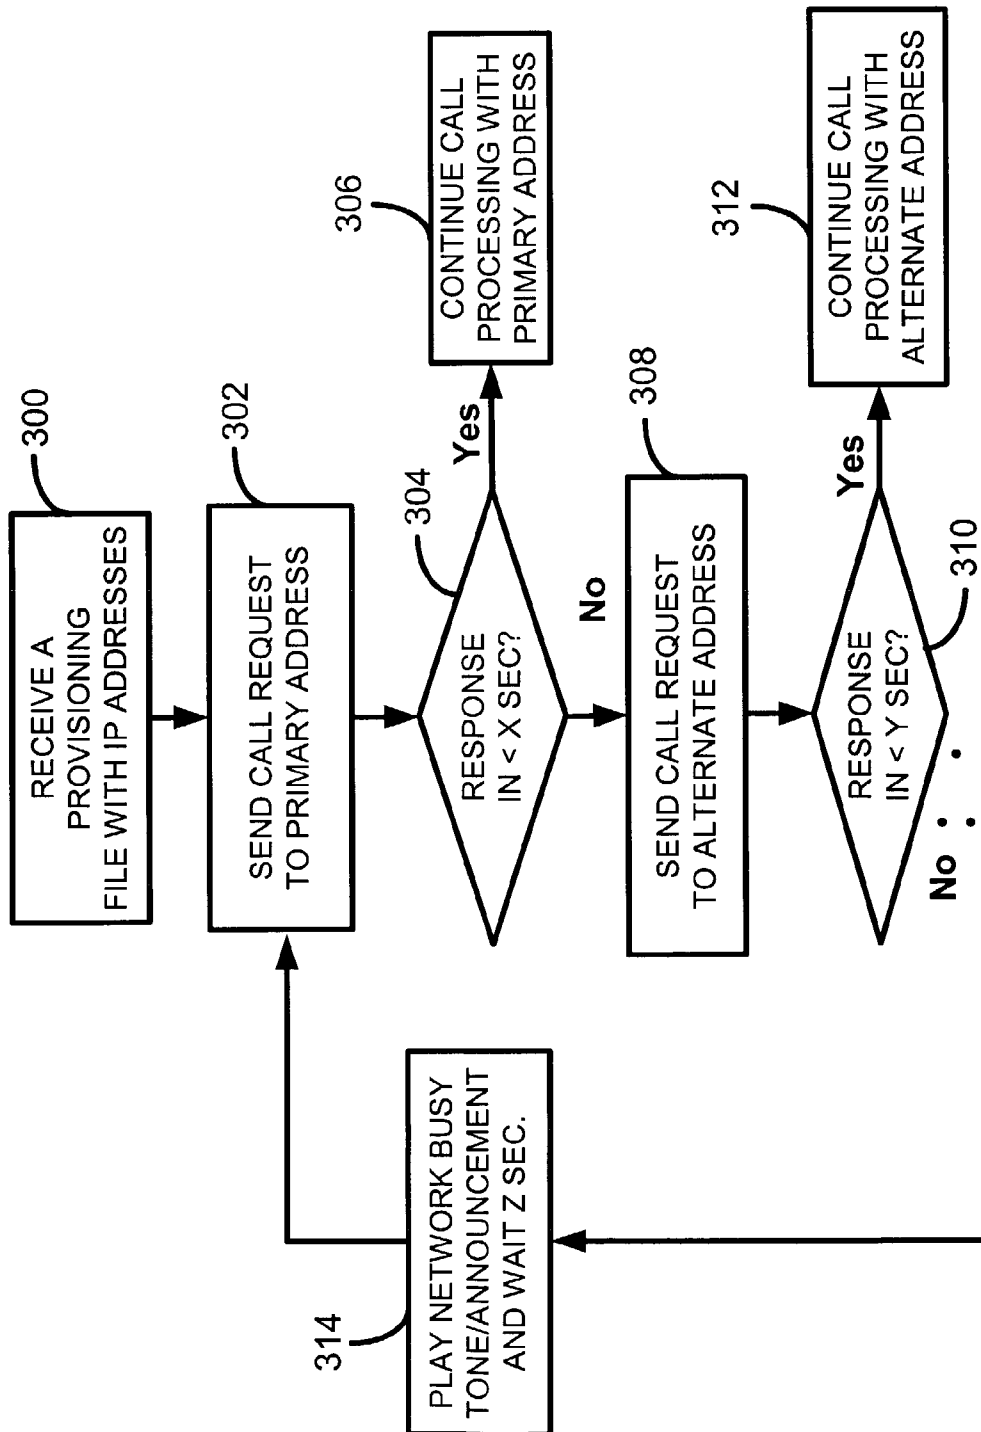 300
RECEIVE A
PROVISIONING
FILE WITH IP ADDRESSES
302
SEND CALL REQUEST
TO PRIMARY ADDRESS
304
RESPONSE
IN < X SEC?
Yes
306
CONTINUE CALL
PROCESSING WITH
PRIMARY ADDRESS
No
308
SEND CALL REQUEST
TO ALTERNATE ADDRESS
310
RESPONSE
IN < Y SEC?
Yes
312
CONTINUE CALL
PROCESSING WITH
ALTERNATE ADDRESS
No
314
PLAY NETWORK BUSY
TONE/ANNOUNCEMENT
AND WAIT Z SEC.